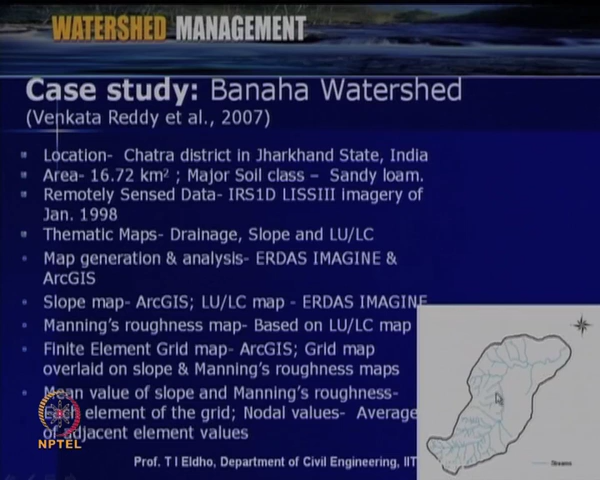 WATERSHED MANAGEMENT
Case study: Banaha Watershed
(Venkata Reddy et al., 2007)
Location- Chatra district in Jharkhand State, India
Area- 16.72 km² ; Major Soil class – Sandy loam.
Remotely Sensed Data- IRS1D LISSIII imagery of
Jan. 1998
Thematic Maps- Drainage, Slope and LU/LC
Map generation & analysis- ERDAS IMAGINE &
ArcGIS
Slope map- ArcGIS; LU/LC map - ERDAS IMAGINE
Manning's roughness map- Based on LU/LC map
Finite Element Grid map- ArcGIS; Grid map
overlaid on slope & Manning's roughness maps
Mean value of slope and Manning's roughness-
Each element of the grid; Nodal values- Average
of adjacent element values
NPTEL
Prof. T I Eldho, Department of Civil Engineering, IIT
Streams